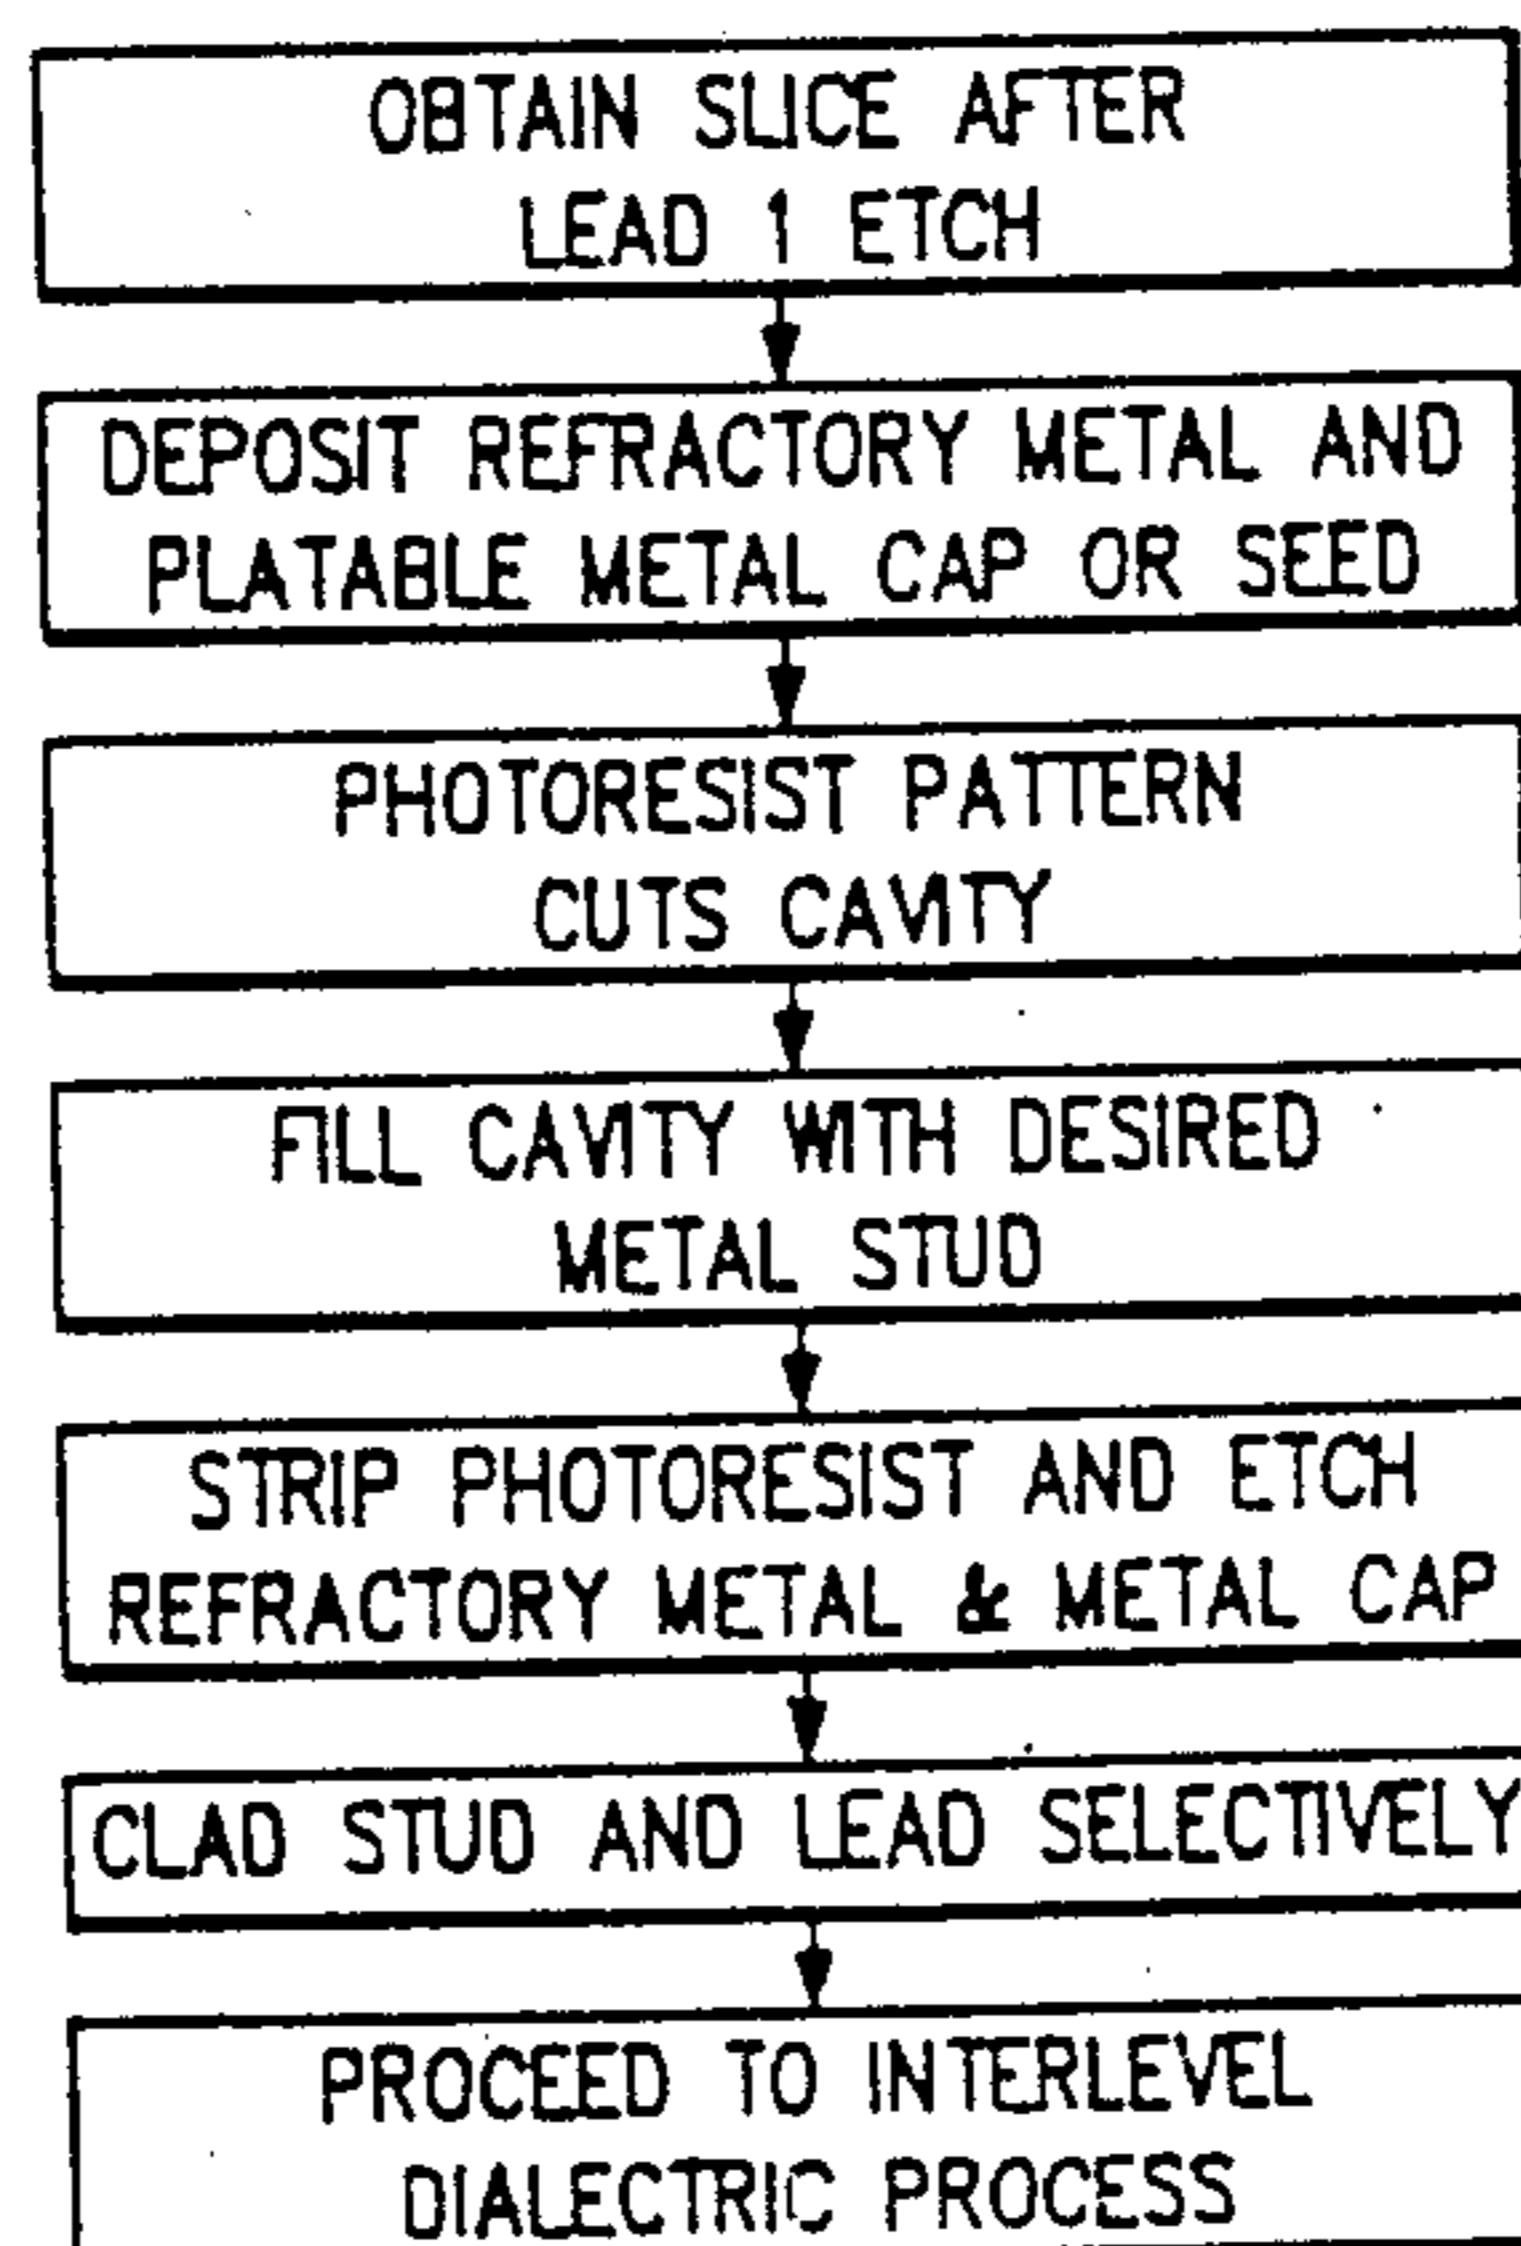 OBTAIN SLICE AFTER
LEAD 1 ETCH
DEPOSIT REFRACTORY METAL AND
PLATABLE METAL CAP OR SEED
PHOTORESIST PATTERN
CUTS CAVITY
FILL CAVITY WITH DESIRED
METAL STUD
STRIP PHOTORESIST AND ETCH
REFRACTORY METAL & METAL CAP
CLAD STUD AND LEAD SELECTIVELY
PROCEED TO INTERLEVEL
DIALECTRIC PROCESS